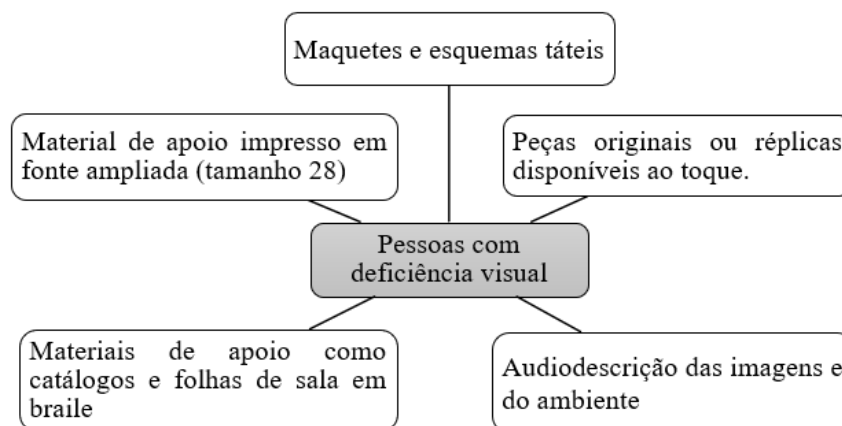 Maquetes e esquemas táteis
Material de apoio impresso em
fonte ampliada (tamanho 28)
Peças originais ou réplicas
disponíveis ao toque.
Pessoas com
deficiência visual
Materiais de apoio como
catálogos e folhas de sala em
braile
Audiodescrição das imagens e
do ambiente